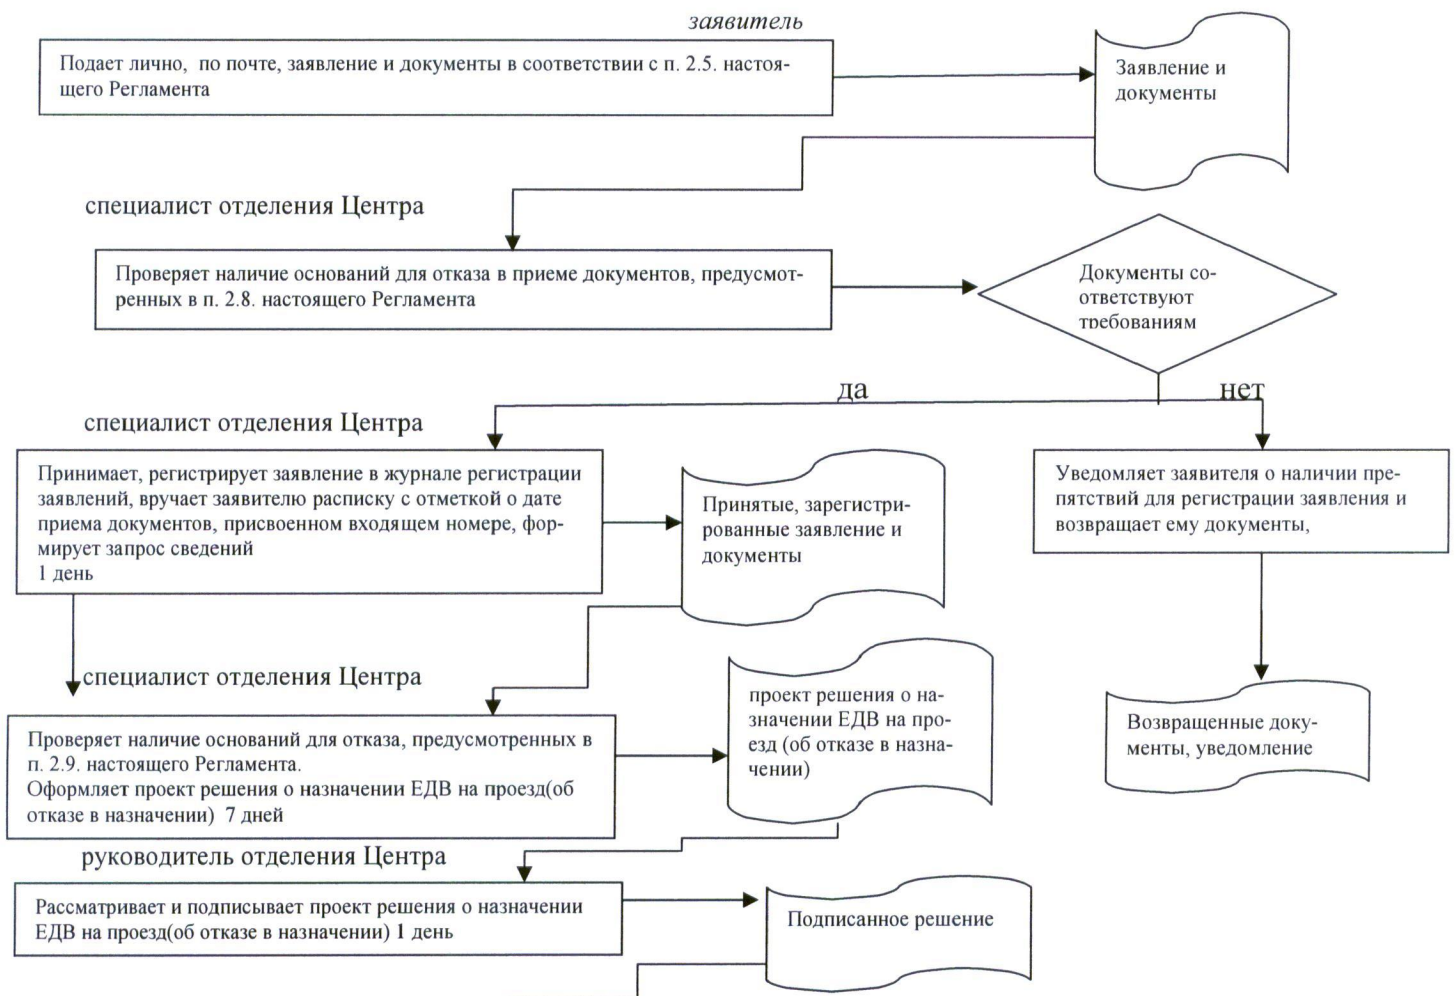 заявитель
Подает лично, по почте, заявление и документы в соответствии с п. 2.5. настоя-
щего Регламента
Заявление и
документы
специалист отделения Центра
Проверяет наличие оснований для отказа в приеме документов, предусмот-
ренных в п. 2.8. настоящего Регламента
Документы со-
ответствуют
требованиям
да
нет
специалист отделения Центра
Принимает, регистрирует заявление в журнале регистрации
заявлений, вручает заявителю расписку с отметкой о дате
приема документов, присвоенном входящем номере, фор-
мирует запрос сведений
1 день
Принятые, зарегистри-
рованные заявление и
документы
Уведомляет заявителя о наличии пре-
пятствий для регистрации заявления и
возвращает ему документы,
специалист отделения Центра
Проверяет наличие оснований для отказа, предусмотренных в
п. 2.9. настоящего Регламента.
Оформляет проект решения о назначении ЕДВ на проезд(об
отказе в назначении) 7 дней
проект решения о на-
значении ЕДВ на про-
езд (об отказе в назна-
чении)
Возвращенные доку-
менты, уведомление
руководитель отделения Центра
Рассматривает и подписывает проект решения о назначении
ЕДВ на проезд(об отказе в назначении) 1 день
Подписанное решение